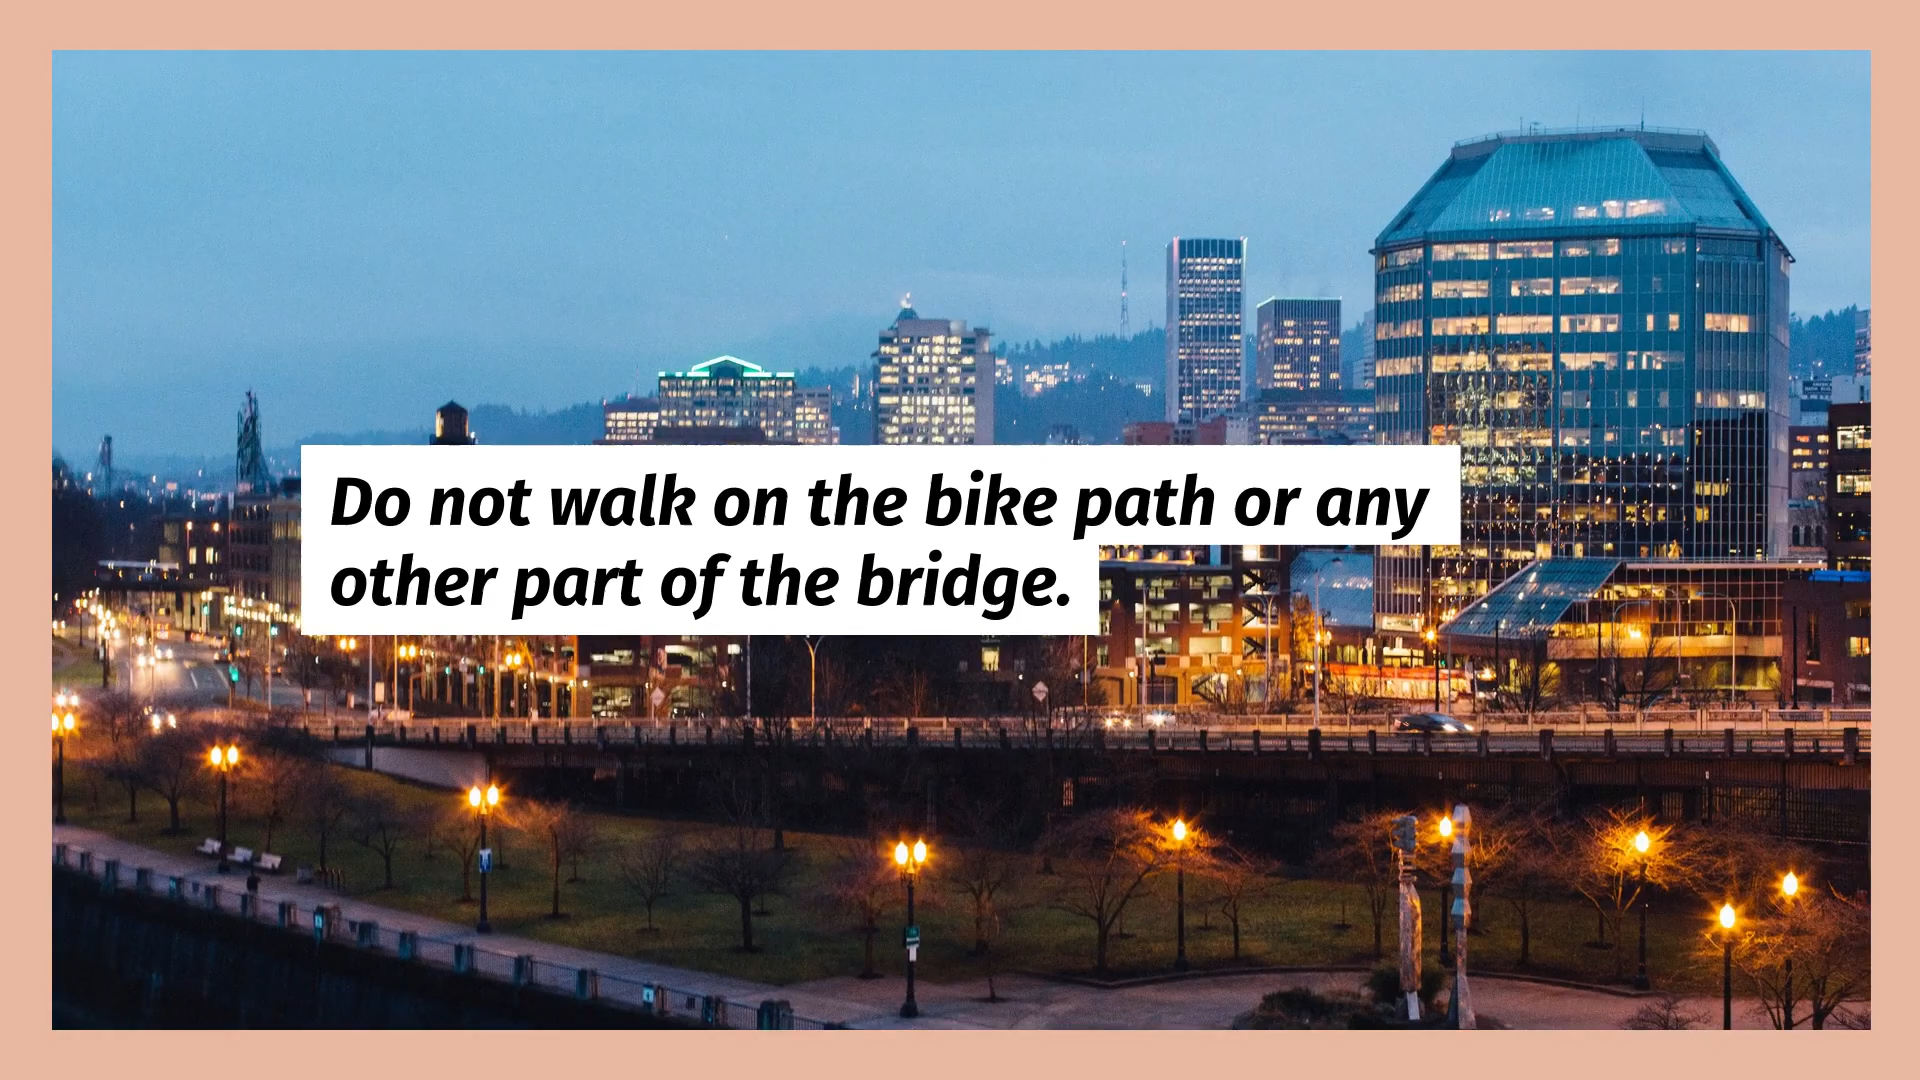 Do not walk on the bike path or any
other part of the bridge.